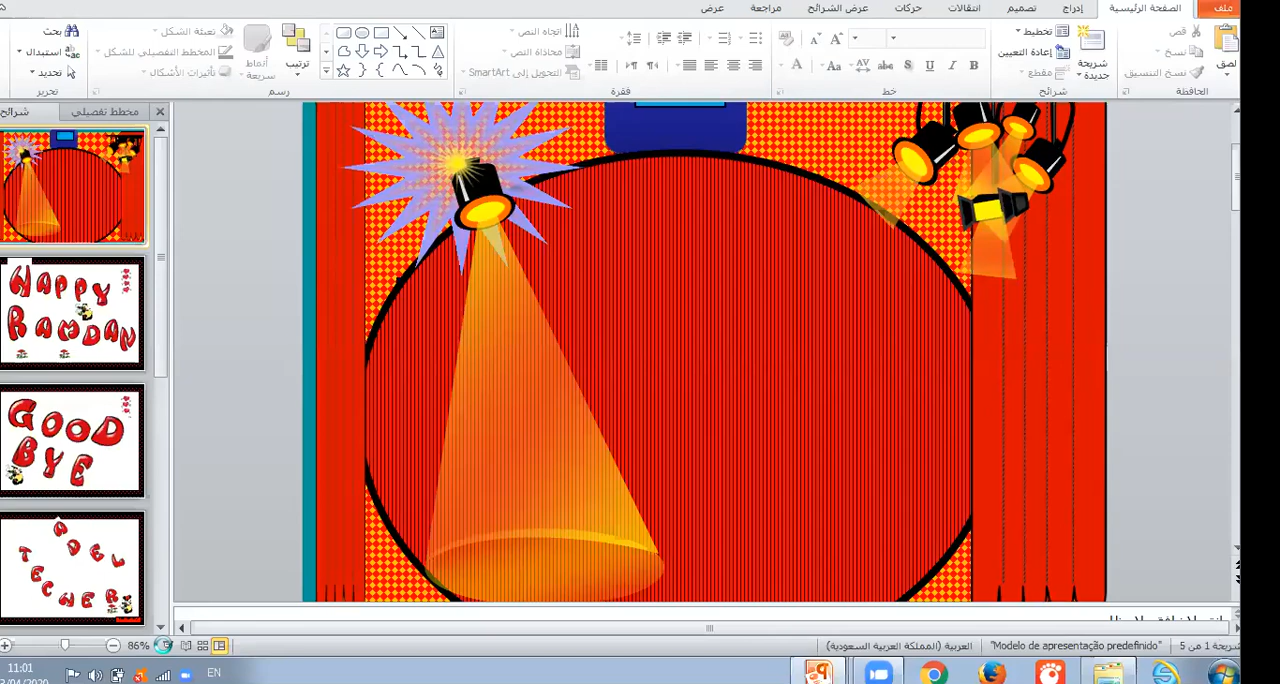 ملف
الصفحة الرئيسية
إدراج
تصميم
انتقالات
حركات
عرض الشرائح
مراجعة
عرض
لصق
قص
نسخ
نسخ التنسيق
الحافظة
شريحة جديدة
تخطيط
إعادة التعيين
مقطع
شرائح
B I U S abc AV Aa A
خط
اتجاه النص
محاذاة النص
التحويل إلى SmartArt
فقرة
ترتيب
أنماط سريعة
تعبئة الشكل
المخطط التفصيلي للشكل
تأثيرات الأشكال
رسم
بحث
استبدال
تحديد
تحرير
شرائح
مخطط تفصيلي
HAPPY
RAMDAN
GOOD
BYE
ADEL
TECHER
شريحة 1 من 5
"Modelo de apresentação predefinido"
العربية (المملكة العربية السعودية)
86%
EN
11:01